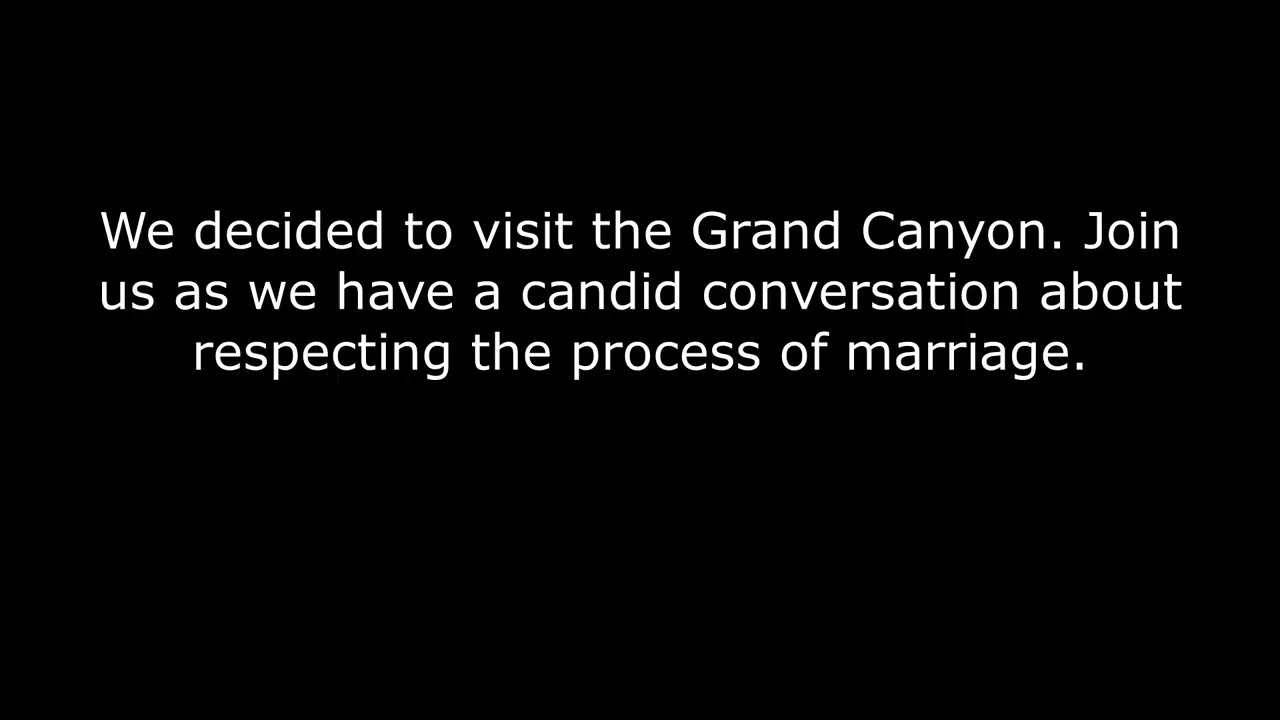 We decided to visit the Grand Canyon. Join
us as we have a candid conversation about
respecting the process of marriage.